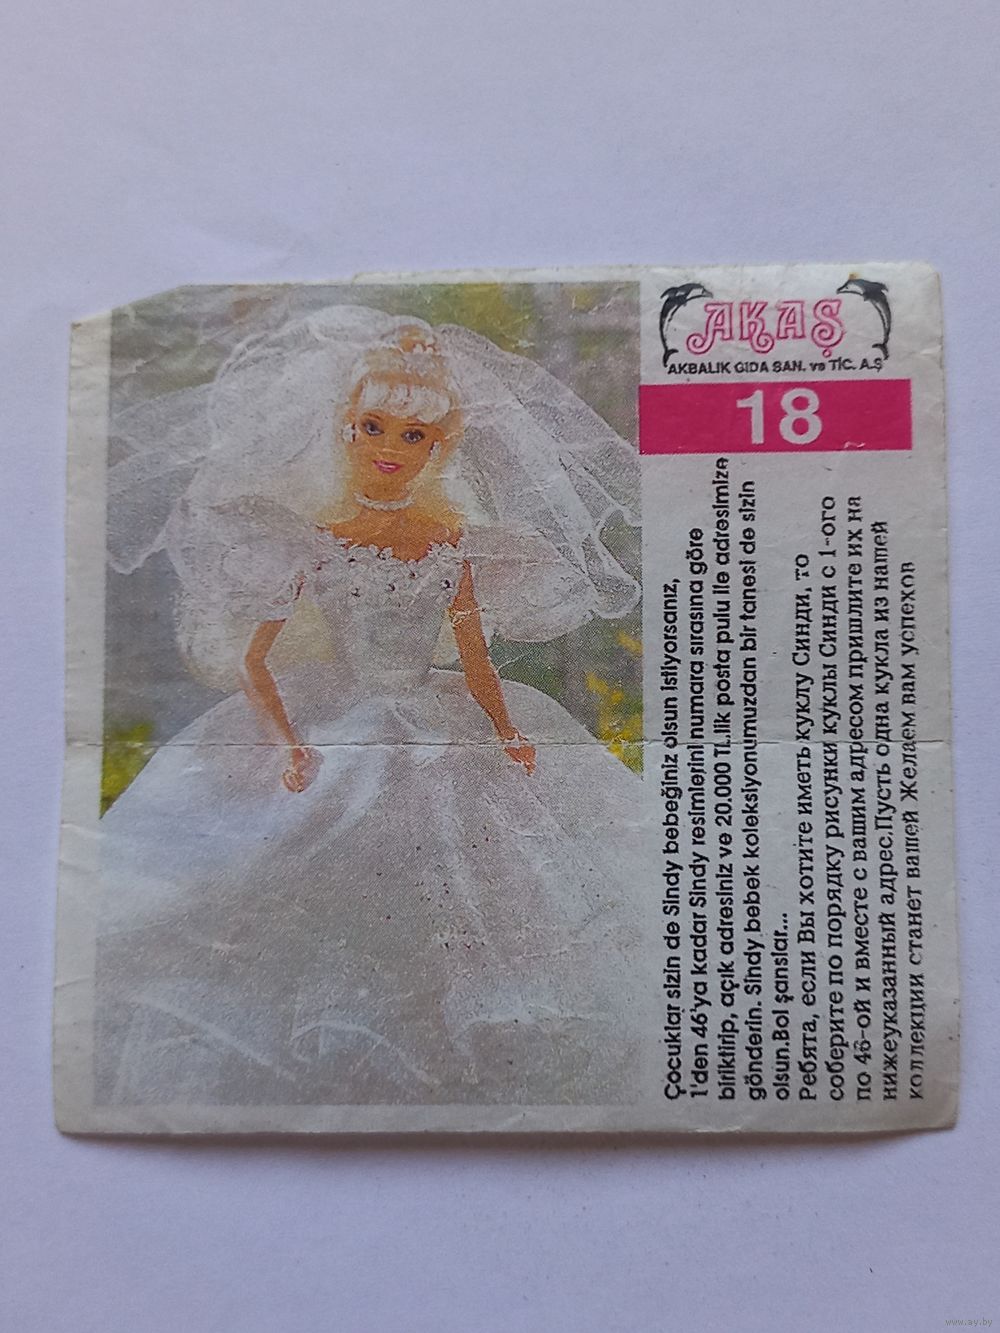 AKAŞ
AKBALIK GIDA SAN. ve TİC. A.Ş
18
Çocuklar sizin de Sindy bebeğiniz olsun istiyorsanız,
1'den 46'ya kadar Sindy resimlerini numara sırasına göre
biriktirip, açık adresiniz ve 20.000 TL.lik posta pulu ile adresimize
gönderin. Sindy bebek koleksiyonumuzdan bir tanesi de sizin
olsun.Bol şanslar...
Ребята, если Вы хотите иметь куклу Синди, то
соберите по порядку рисунки куклы Синди с 1-ого
по 46-ой и вместе с вашим адресом пришлите их на
нижеуказанный адрес.Пусть одна кукла из нашей
коллекции станет вашей Желаем вам успехов
www.ay.by